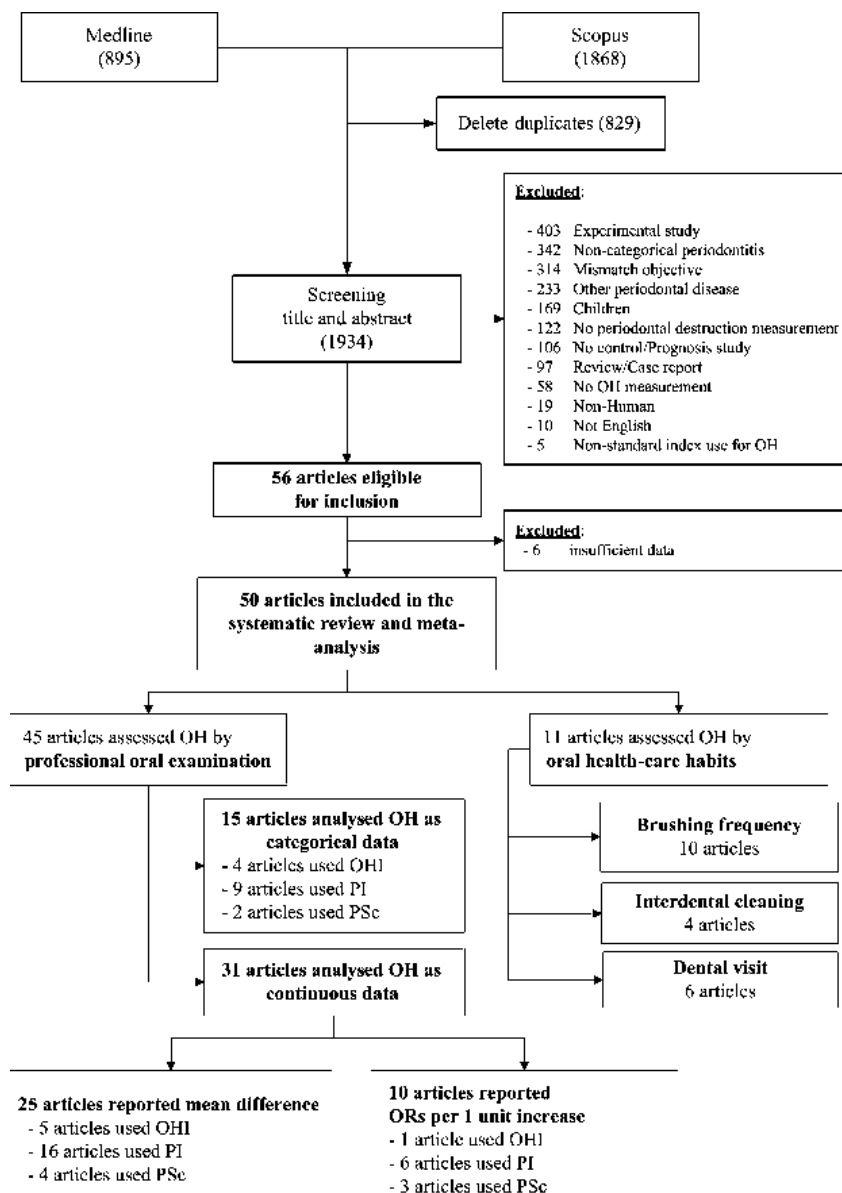 Medline
(895)
Scopus
(1868)
Delete duplicates (829)
Excluded:
- 403 Experimental study
- 342 Non-categorical periodontitis
- 314 Mismatch objective
- 233 Other periodontal disease
- 169 Children
- 122 No periodontal destruction measurement
- 106 No control/Prognosis study
- 97 Review/Case report
- 58 No OH measurement
- 19 Non-Human
- 10 Not English
- 5 Non-standard index use for OH
Screening
title and abstract
(1934)
56 articles eligible
for inclusion
Excluded:
- 6 insufficient data
50 articles included in the
systematic review and meta-
analysis
45 articles assessed OH by
professional oral examination
11 articles assessed OH by
oral health-care habits
15 articles analysed OH as
categorical data
- 4 articles used OHI
- 9 articles used PI
- 2 articles used PSc
31 articles analysed OH as
continuous data
Brushing frequency
10 articles
Interdental cleaning
4 articles
Dental visit
6 articles
25 articles reported mean difference
- 5 articles used OHI
- 16 articles used PI
- 4 articles used PSc
10 articles reported
ORs per 1 unit increase
- 1 article used OHI
- 6 articles used PI
- 3 articles used PSc